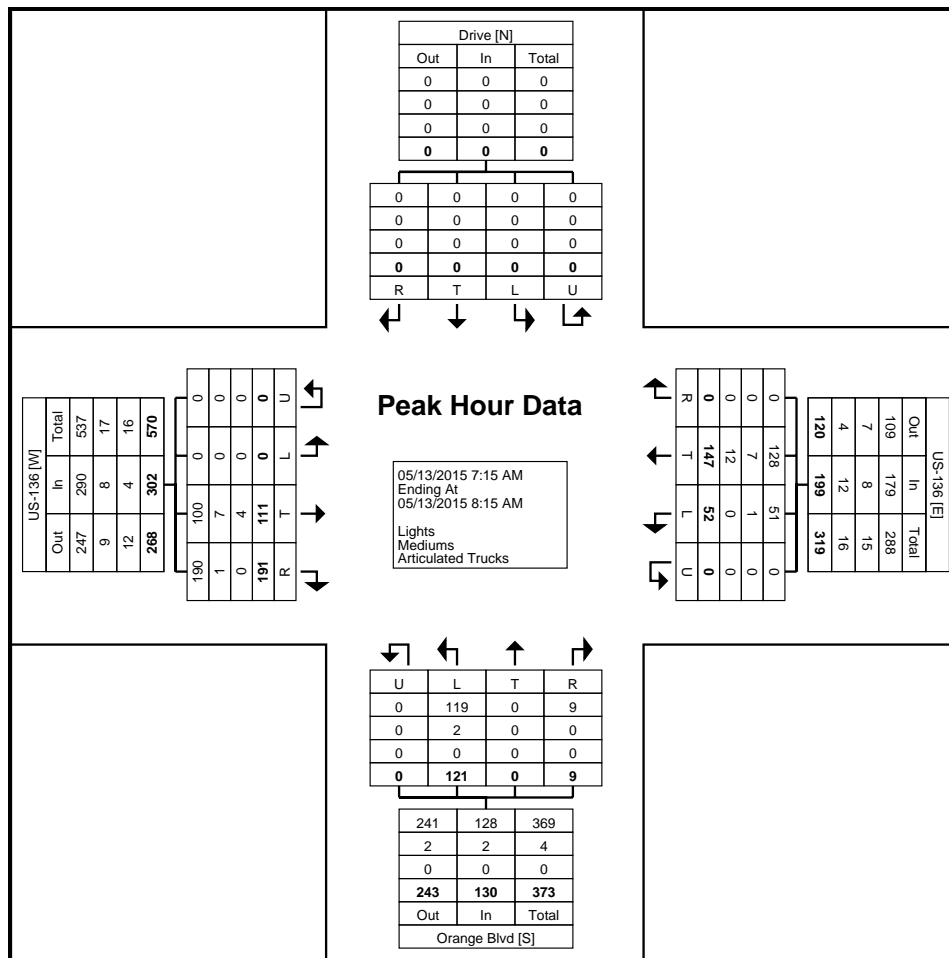 Drive [N]
Out In Total
0 0 0
0 0 0
0 0 0
0 0 0
0 0 0 0
0 0 0 0
0 0 0 0
0 0 0 0
R T L U
Peak Hour Data
05/13/2015 7:15 AM
Ending At
05/13/2015 8:15 AM
Lights
Mediums
Articulated Trucks
US-136 [W]
Out In Total
247 290 537
9 8 17
12 4 16
268 302 570
190 100 0 0
1 7 0 0
0 4 0 0
191 111 0 0
R T L U
US-136 [E]
Out In Total
109 179 288
7 8 15
4 12 16
120 199 319
0 128 51 0
0 7 1 0
0 12 0 0
0 147 52 0
R T L U
U L T R
0 119 0 9
0 2 0 0
0 0 0 0
0 121 0 9
241 128 369
2 2 4
0 0 0
243 130 373
Out In Total
Orange Blvd [S]